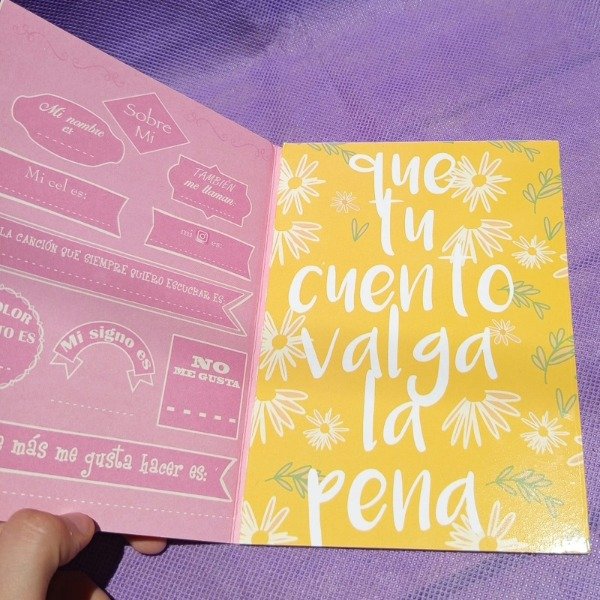 Sobre
Mi
Mi nombre
es
TAMBIÉN
me llaman:
Mi cel es:
mi es:
LA CANCIÓN QUE SIEMPRE QUIERO ESCUCHAR ES:
Mi signo es
NO
ME GUSTA
más me gusta hacer es:
que
tu
cuento
valga
la
pena